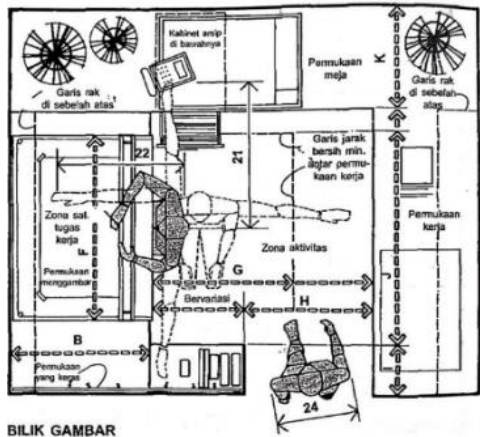 Kabinet arsip
di bawahnya
Permukaan
meja
K
Garis rak
di sebelah atas
Garis rak
di sebelah
atas
22
21
Garis jarak
bersih min.
antar permu-
kaan kerja
Zona sat.
tugas
kerja
F
Permukaan
menggambar
Zona aktivitas
Permukaan
kerja
G
Bervariasi
H
B
Permukaan
yang keras
24
BILIK GAMBAR